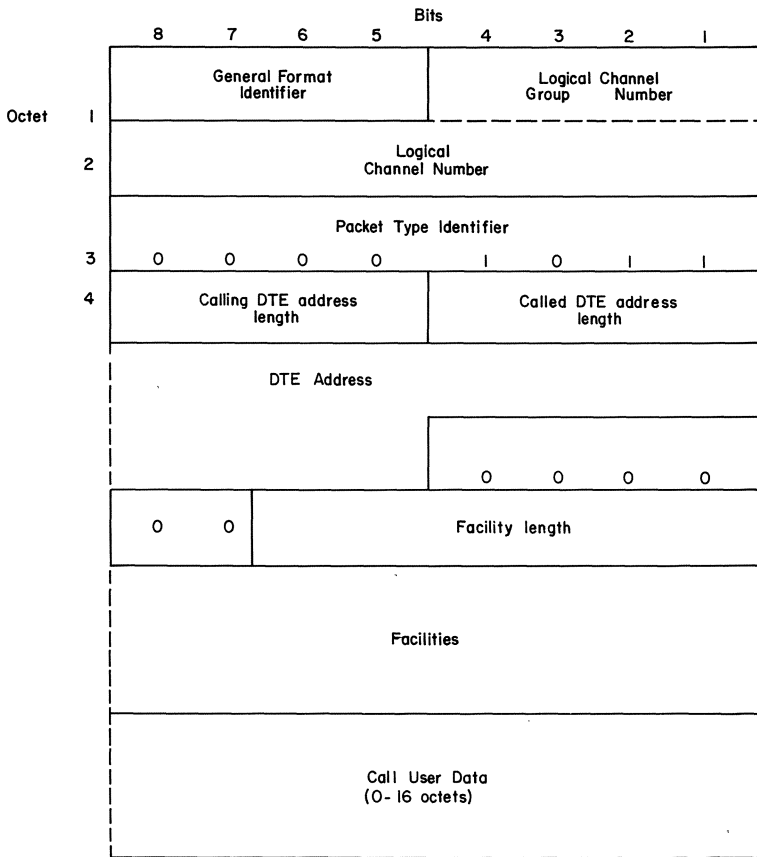 Bits
8 7 6 5 4 3 2 1
General Format
Identifier
Logical Channel
Group Number
Octet 1
2
Logical
Channel Number
Packet Type Identifier
3 0 0 0 0 1 0 1 1
4
Calling DTE address
length
Called DTE address
length
DTE Address
0 0 0 0
0 0
Facility length
Facilities
Call User Data
(0-16 octets)